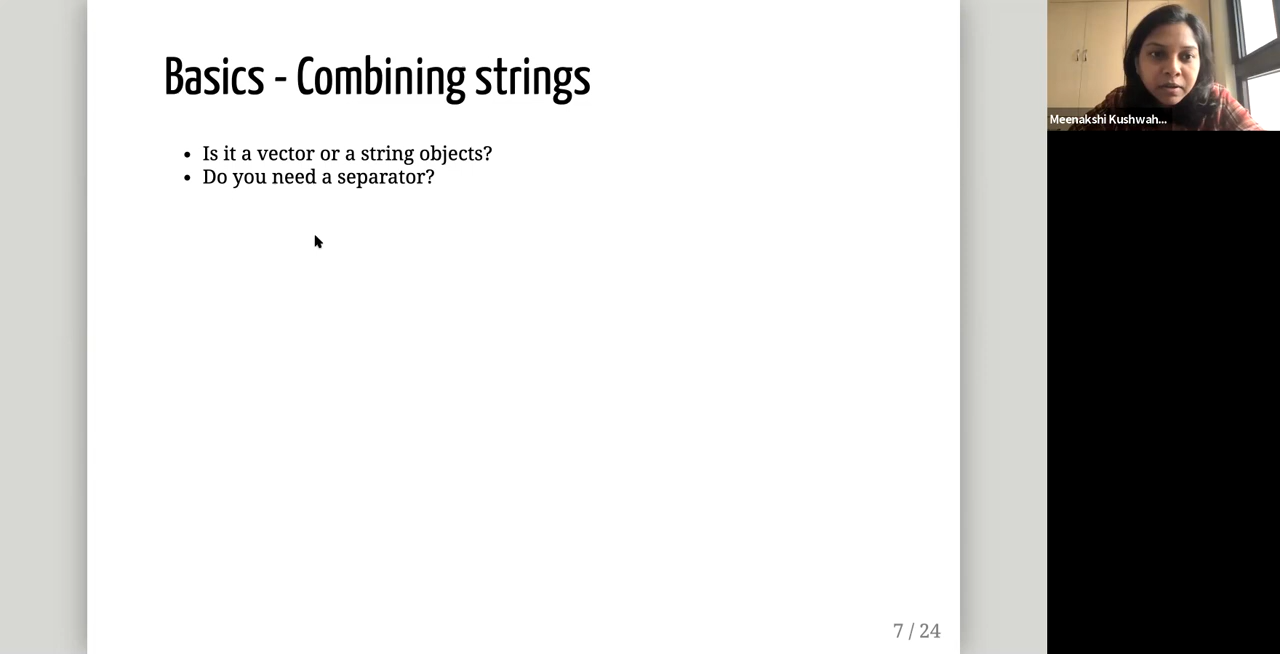 Basics - Combining strings
Is it a vector or a string objects?
Do you need a separator?
7 / 24
Meenakshi Kushwah...